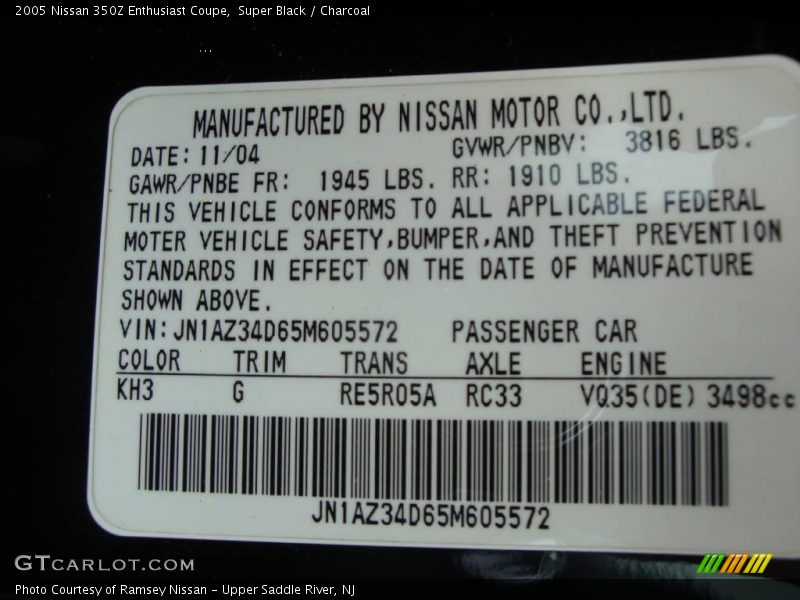 2005 Nissan 350Z Enthusiast Coupe,  Super Black / Charcoal
MANUFACTURED BY NISSAN MOTOR CO.,LTD.
DATE: 11/04 GVWR/PNBV: 3816 LBS.
GAWR/PNBE FR: 1945 LBS. RR: 1910 LBS.
THIS VEHICLE CONFORMS TO ALL APPLICABLE FEDERAL
MOTER VEHICLE SAFETY,BUMPER,AND THEFT PREVENTION
STANDARDS IN EFFECT ON THE DATE OF MANUFACTURE
SHOWN ABOVE.
VIN: JN1AZ34D65M605572 PASSENGER CAR
COLOR TRIM TRANS AXLE ENGINE
KH3 G RE5R05A RC33 VQ35(DE) 3498cc
JN1AZ34D65M605572
GTCARLOT.COM
Photo Courtesy of Ramsey Nissan - Upper Saddle River, NJ